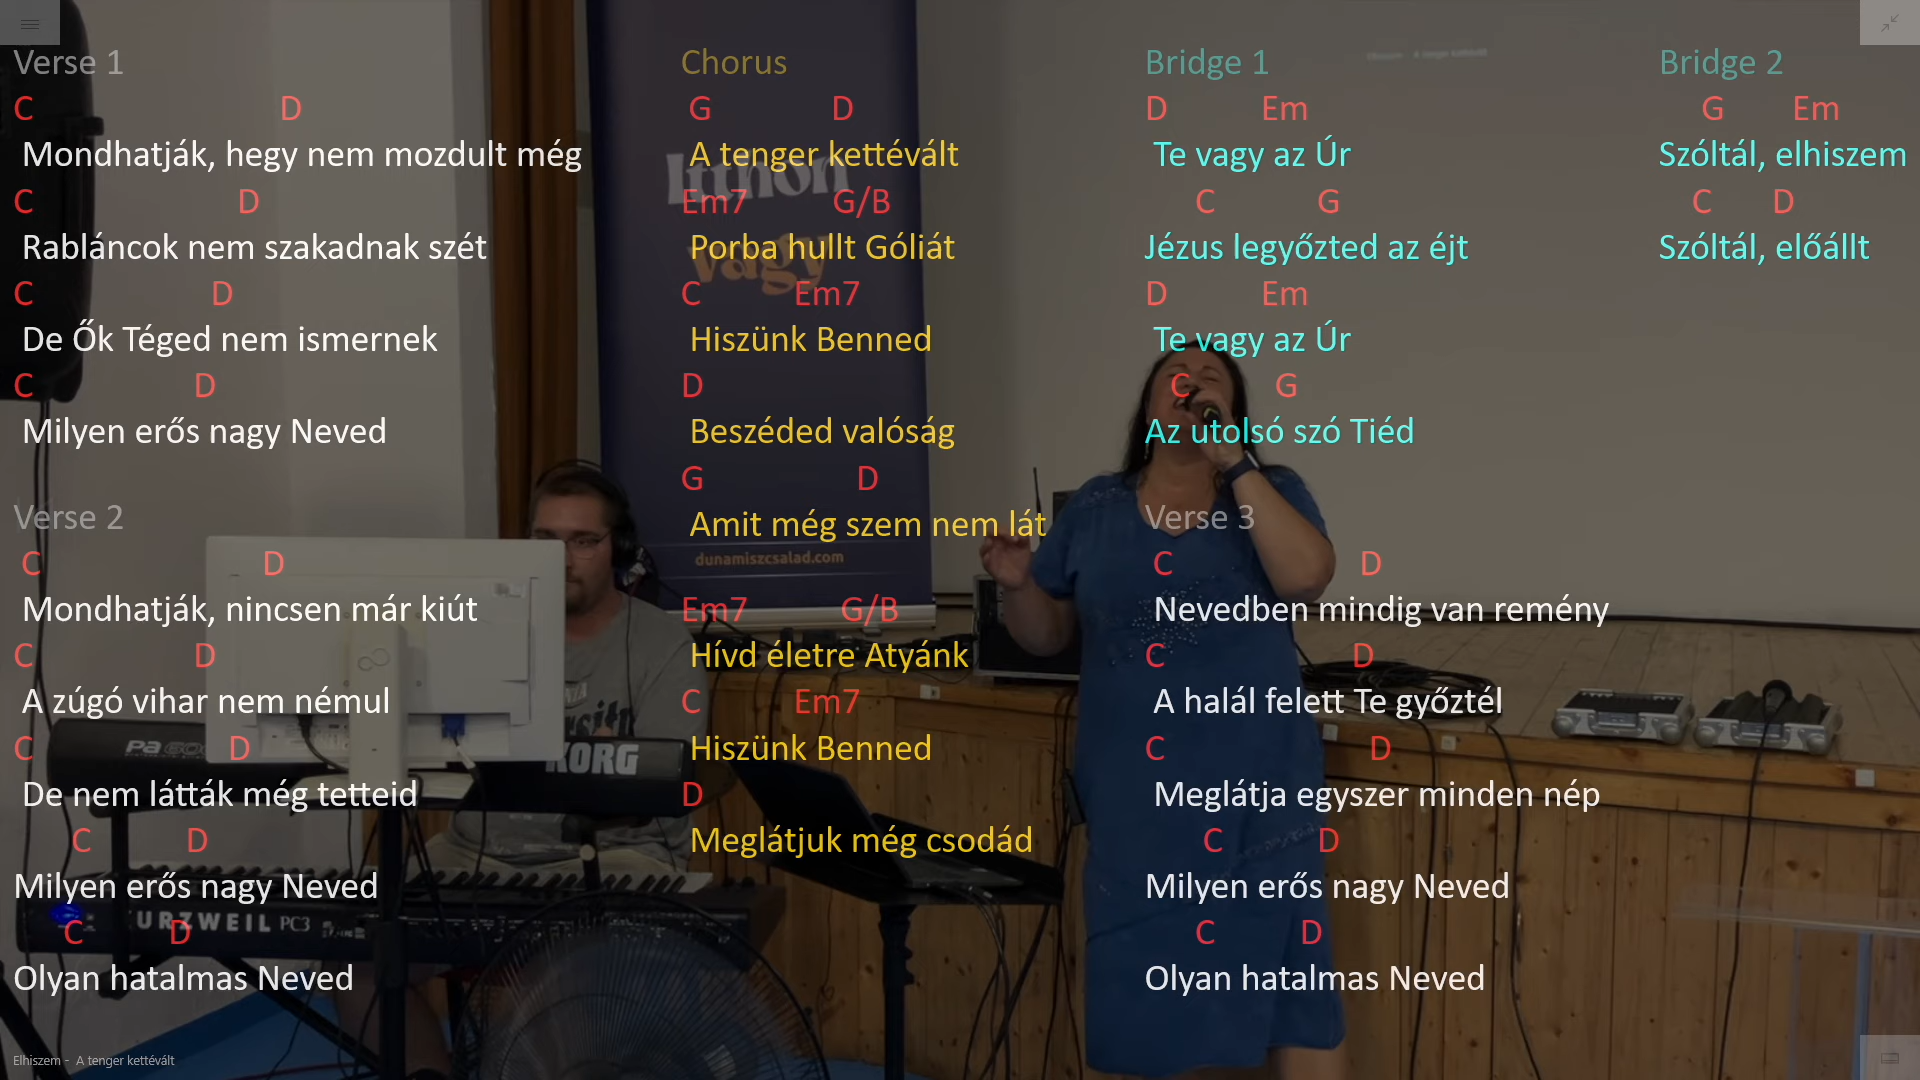 Verse 1
C D
Mondhatják, hegy nem mozdult még
C D
Rabláncok nem szakadnak szét
C D
De Ők Téged nem ismernek
C D
Milyen erős nagy Neved
Verse 2
C D
Mondhatják, nincsen már kiút
C D
A zúgó vihar nem némul
C D
De nem látták még tetteid
C D
Milyen erős nagy Neved
C D
Olyan hatalmas Neved
Chorus
G D
A tenger kettévált
Em7 G/B
Porba hullt Góliát
C Em7
Hiszünk Benned
D
Beszéded valóság
G D
Amit még szem nem lát
Em7 G/B
Hívd életre Atyánk
C Em7
Hiszünk Benned
D
Meglátjuk még csodád
Bridge 1
D Em
Te vagy az Úr
C G
Jézus legyőzted az éjt
D Em
Te vagy az Úr
C G
Az utolsó szó Tiéd
Verse 3
C D
Nevedben mindig van remény
C D
A halál felett Te győztél
C D
Meglátja egyszer minden nép
C D
Milyen erős nagy Neved
C D
Olyan hatalmas Neved
Bridge 2
G Em
Szóltál, elhiszem
C D
Szóltál, előállt
Itthon
vagy
dunamiszcsalad.com
KORG
KURZWEIL PC3
Elhiszem - A tenger kettévált